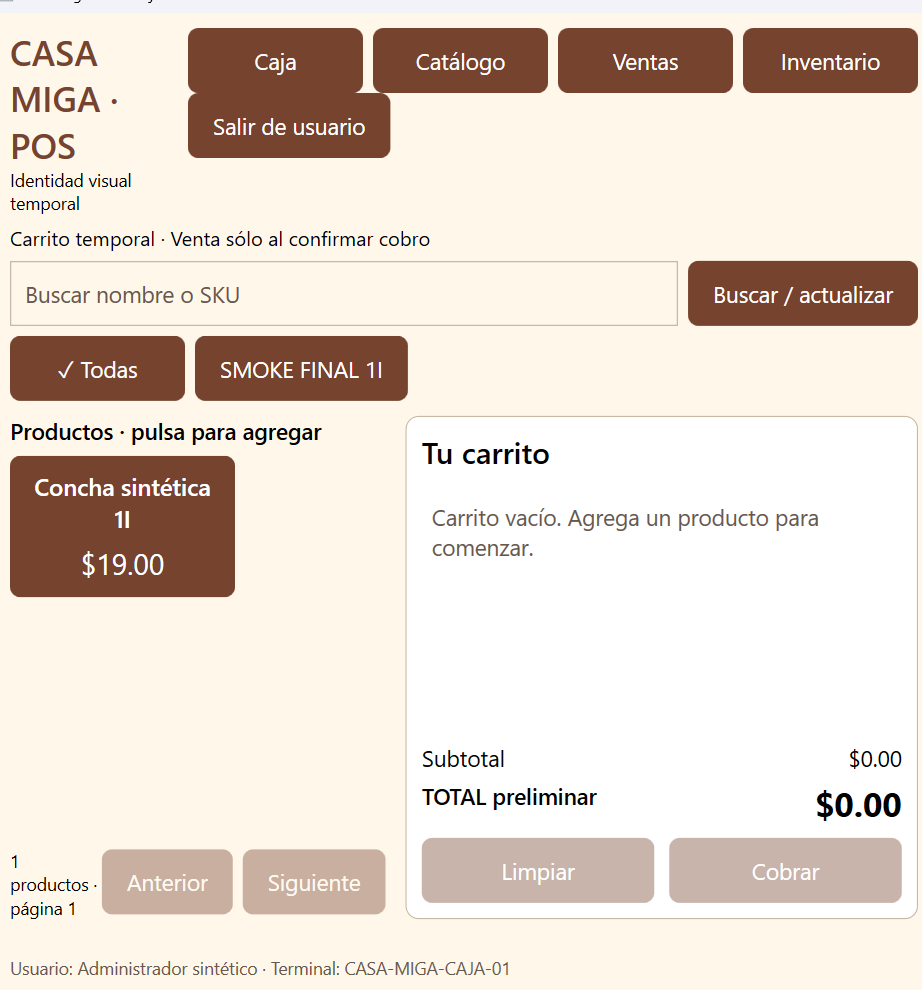 CASA
MIGA ·
POS
Identidad visual
temporal
Caja
Catálogo
Ventas
Inventario
Salir de usuario
Carrito temporal · Venta sólo al confirmar cobro
Buscar nombre o SKU
Buscar / actualizar
✓ Todas
SMOKE FINAL 1I
Productos · pulsa para agregar
Concha sintética
1I
$19.00
Tu carrito
Carrito vacío. Agrega un producto para
comenzar.
Subtotal
$0.00
TOTAL preliminar
$0.00
Limpiar
Cobrar
1
productos ·
página 1
Anterior
Siguiente
Usuario: Administrador sintético · Terminal: CASA-MIGA-CAJA-01